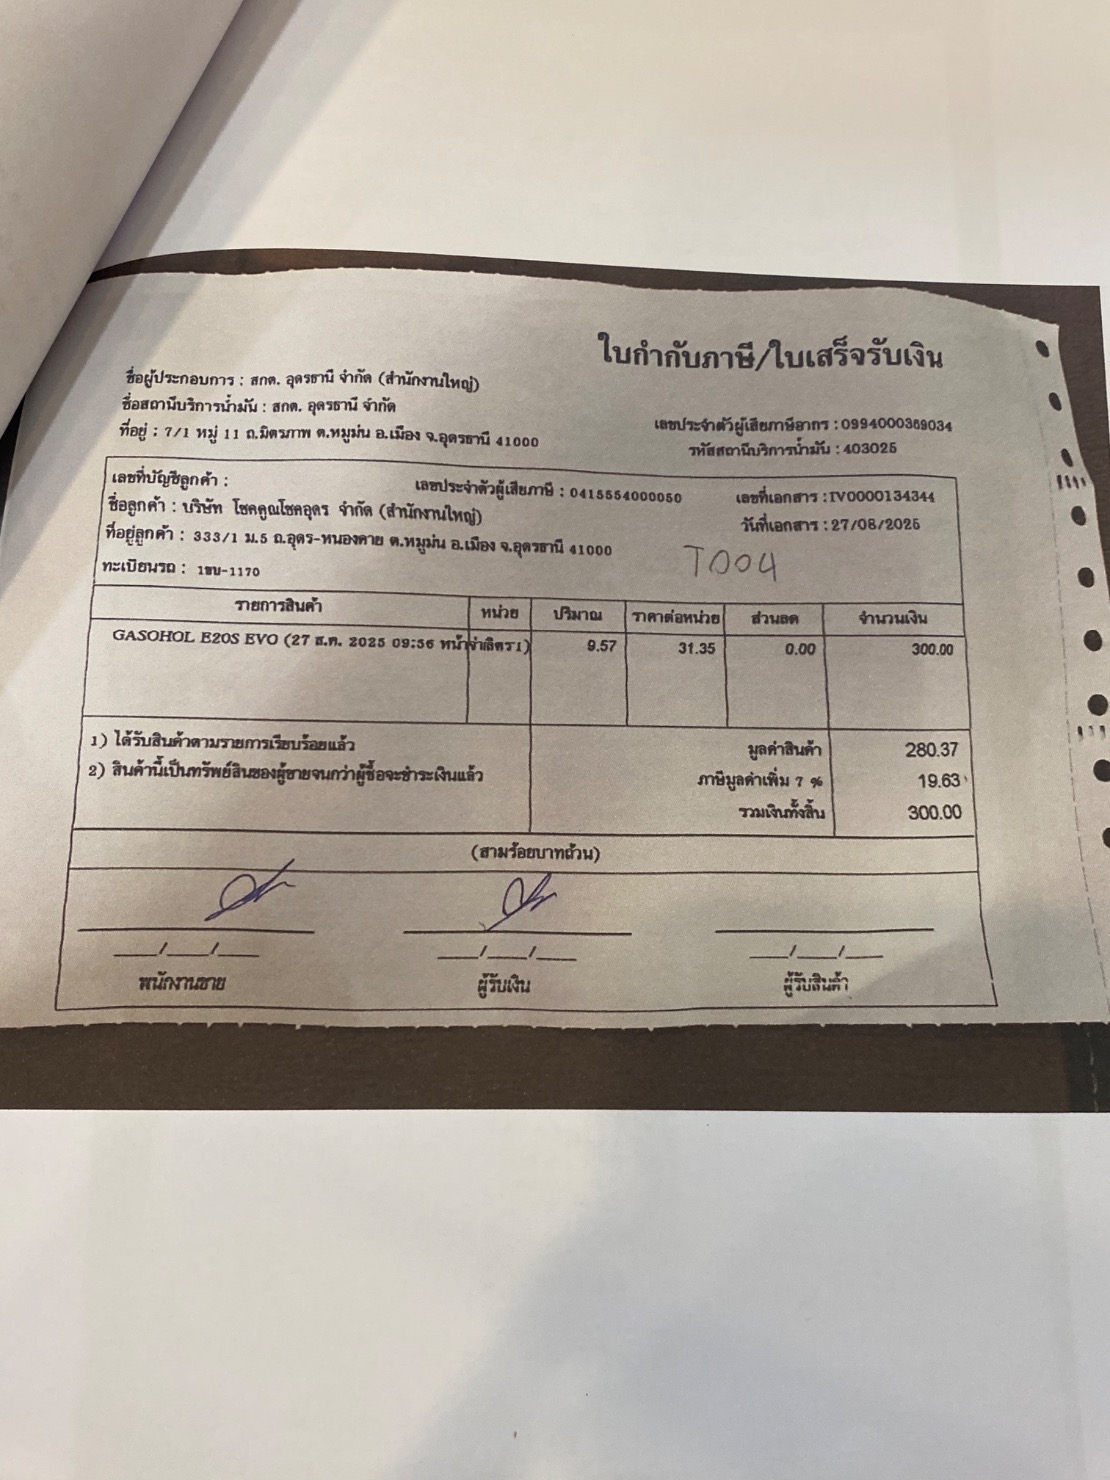 ใบกำกับภาษี/ใบเสร็จรับเงิน
ชื่อผู้ประกอบการ : สกต. อุดรธานี จำกัด (สำนักงานใหญ่)
ชื่อสถานีบริการน้ำมัน : สกต. อุดรธานี จำกัด
ที่อยู่ : 7/1 หมู่ 11 ถ.มิตรภาพ ต.หมูม่น อ.เมือง จ.อุดรธานี 41000
เลขประจำตัวผู้เสียภาษีอากร : 0994000369034
รหัสสถานีบริการน้ำมัน : 403025
เลขที่บัญชีลูกค้า :
เลขประจำตัวผู้เสียภาษี : 0415554000050
เลขที่เอกสาร : IV0000134344
ชื่อลูกค้า : บริษัท โชคคูณโชคอุดร จำกัด (สำนักงานใหญ่)
วันที่เอกสาร : 27/08/2025
ที่อยู่ลูกค้า : 333/1 ม.5 ถ.อุดร-หนองคาย ต.หมูม่น อ.เมือง จ.อุดรธานี 41000
T004
ทะเบียนรถ : 1ขบ-1170
รายการสินค้า หน่วย ปริมาณ ราคาต่อหน่วย ส่วนลด จำนวนเงิน
GASOHOL E20S EVO (27 ส.ค. 2025 09:56 ลิตร 9.57 31.35 0.00 300.00
1) ได้รับสินค้าตามรายการเรียบร้อยแล้ว
2) สินค้านี้เป็นทรัพย์สินของผู้ขายจนกว่าผู้ซื้อจะชำระเงินแล้ว
มูลค่าสินค้า 280.37
ภาษีมูลค่าเพิ่ม 7 % 19.63
รวมเงินทั้งสิ้น 300.00
(สามร้อยบาทถ้วน)
___/___/___ ___/___/___ ___/___/___
พนักงานขาย ผู้รับเงิน ผู้รับสินค้า